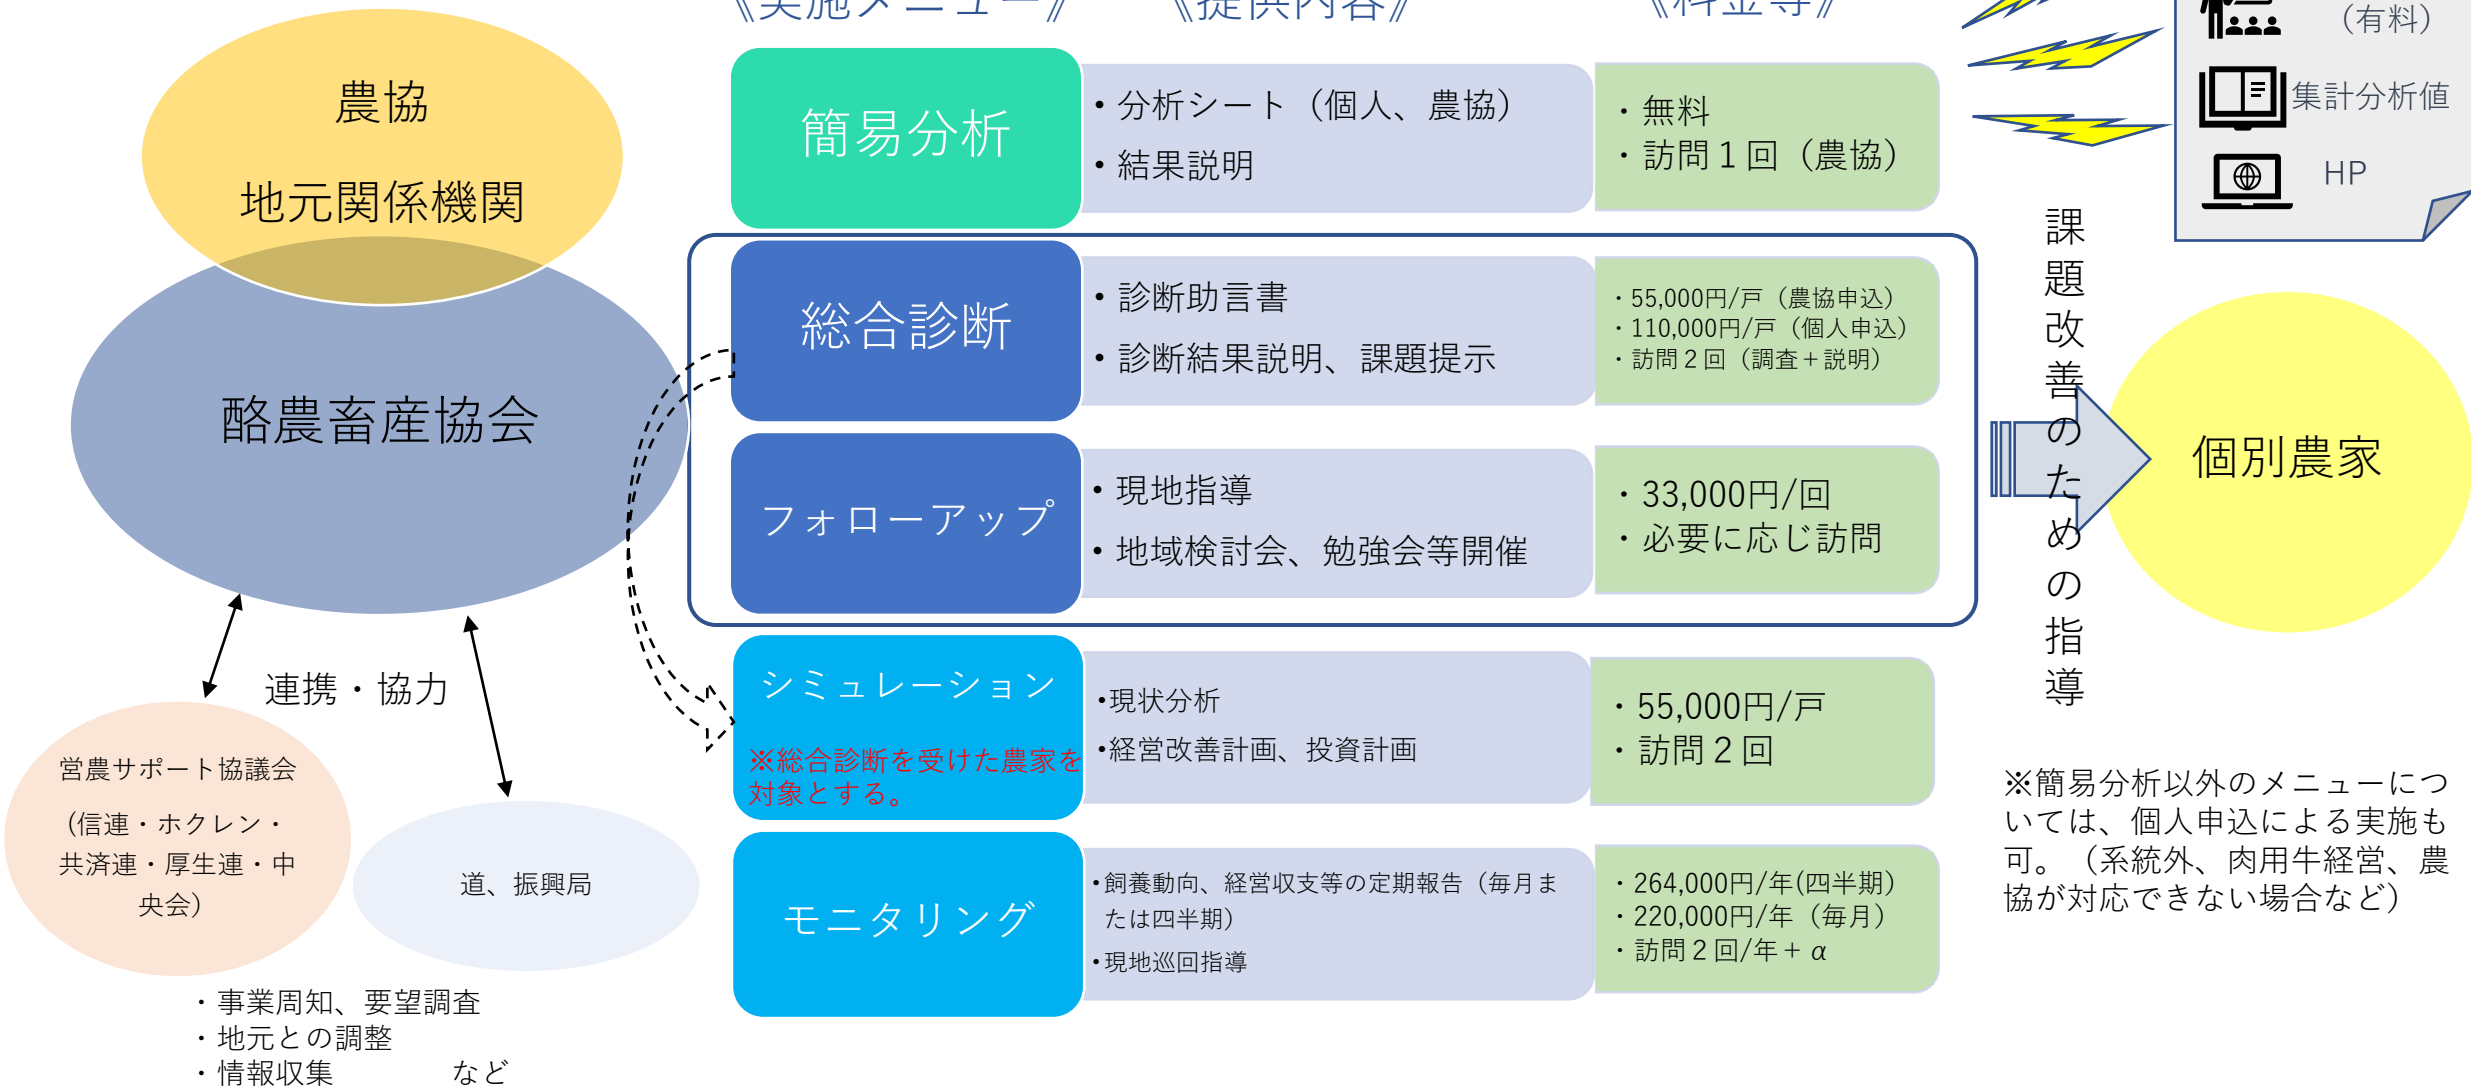 《実施メニュー》
《提供内容》
《料金等》
（有料）
集計分析値
HP
農協
地元関係機関
酪農畜産協会
連携・協力
営農サポート協議会
（信連・ホクレン・
共済連・厚生連・中
央会）
道、振興局
・事業周知、要望調査
・地元との調整
・情報収集　　　　など
簡易分析
・分析シート（個人、農協）
・結果説明
・無料
・訪問１回（農協）
総合診断
・診断助言書
・診断結果説明、課題提示
・55,000円/戸（農協申込）
・110,000円/戸（個人申込）
・訪問２回（調査＋説明）
フォローアップ
・現地指導
・地域検討会、勉強会等開催
・33,000円/回
・必要に応じ訪問
シミュレーション
※総合診断を受けた農家を
対象とする。
・現状分析
・経営改善計画、投資計画
・55,000円/戸
・訪問２回
モニタリング
・飼養動向、経営収支等の定期報告（毎月ま
たは四半期）
・現地巡回指導
・264,000円/年(四半期）
・220,000円/年（毎月）
・訪問２回/年＋α
課題改善のための指導
個別農家
※簡易分析以外のメニューにつ
いては、個人申込による実施も
可。（系統外、肉用牛経営、農
協が対応できない場合など）